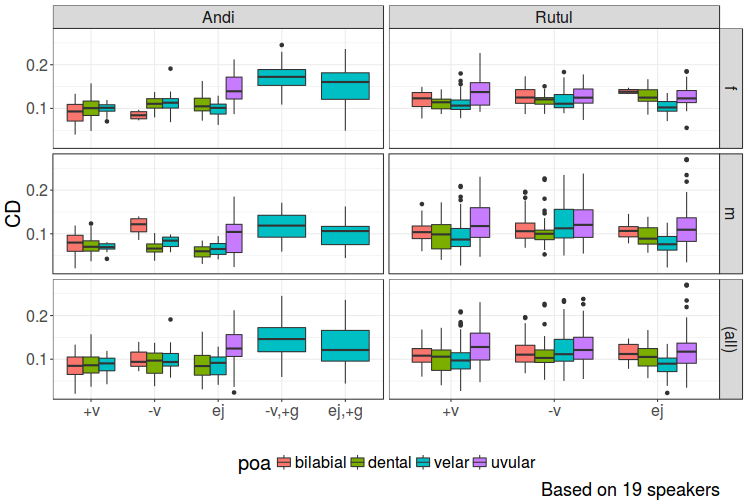 Andi Rutul
0.2
0.1
f
CD
0.2
0.1
m
0.2
0.1
(all)
+v -v ej -v,+g ej,+g +v -v ej
poa bilabial dental velar uvular
Based on 19 speakers